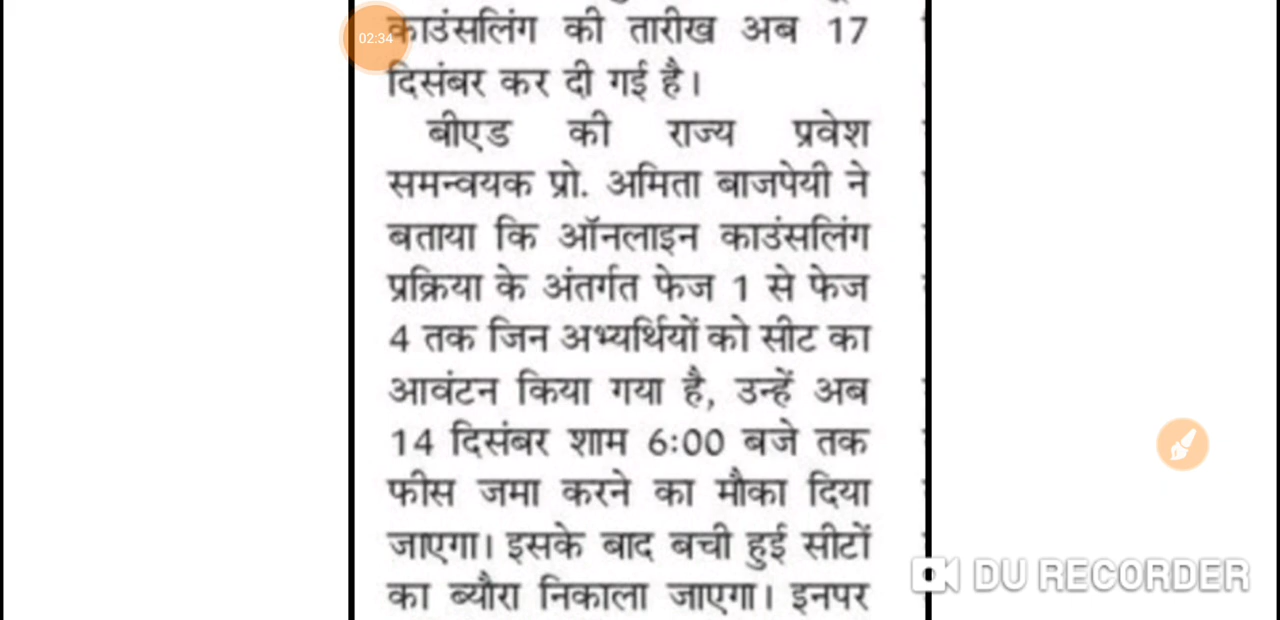 काउंसलिंग की तारीख अब 17
02:34
दिसंबर कर दी गई है।
बीएड की राज्य प्रवेश
समन्वयक प्रो. अमिता बाजपेयी ने
बताया कि ऑनलाइन काउंसलिंग
प्रक्रिया के अंतर्गत फेज 1 से फेज
4 तक जिन अभ्यर्थियों को सीट का
आवंटन किया गया है, उन्हें अब
14 दिसंबर शाम 6:00 बजे तक
फीस जमा करने का मौका दिया
जाएगा। इसके बाद बची हुई सीटों
का ब्यौरा निकाला जाएगा। इनपर
DU RECORDER